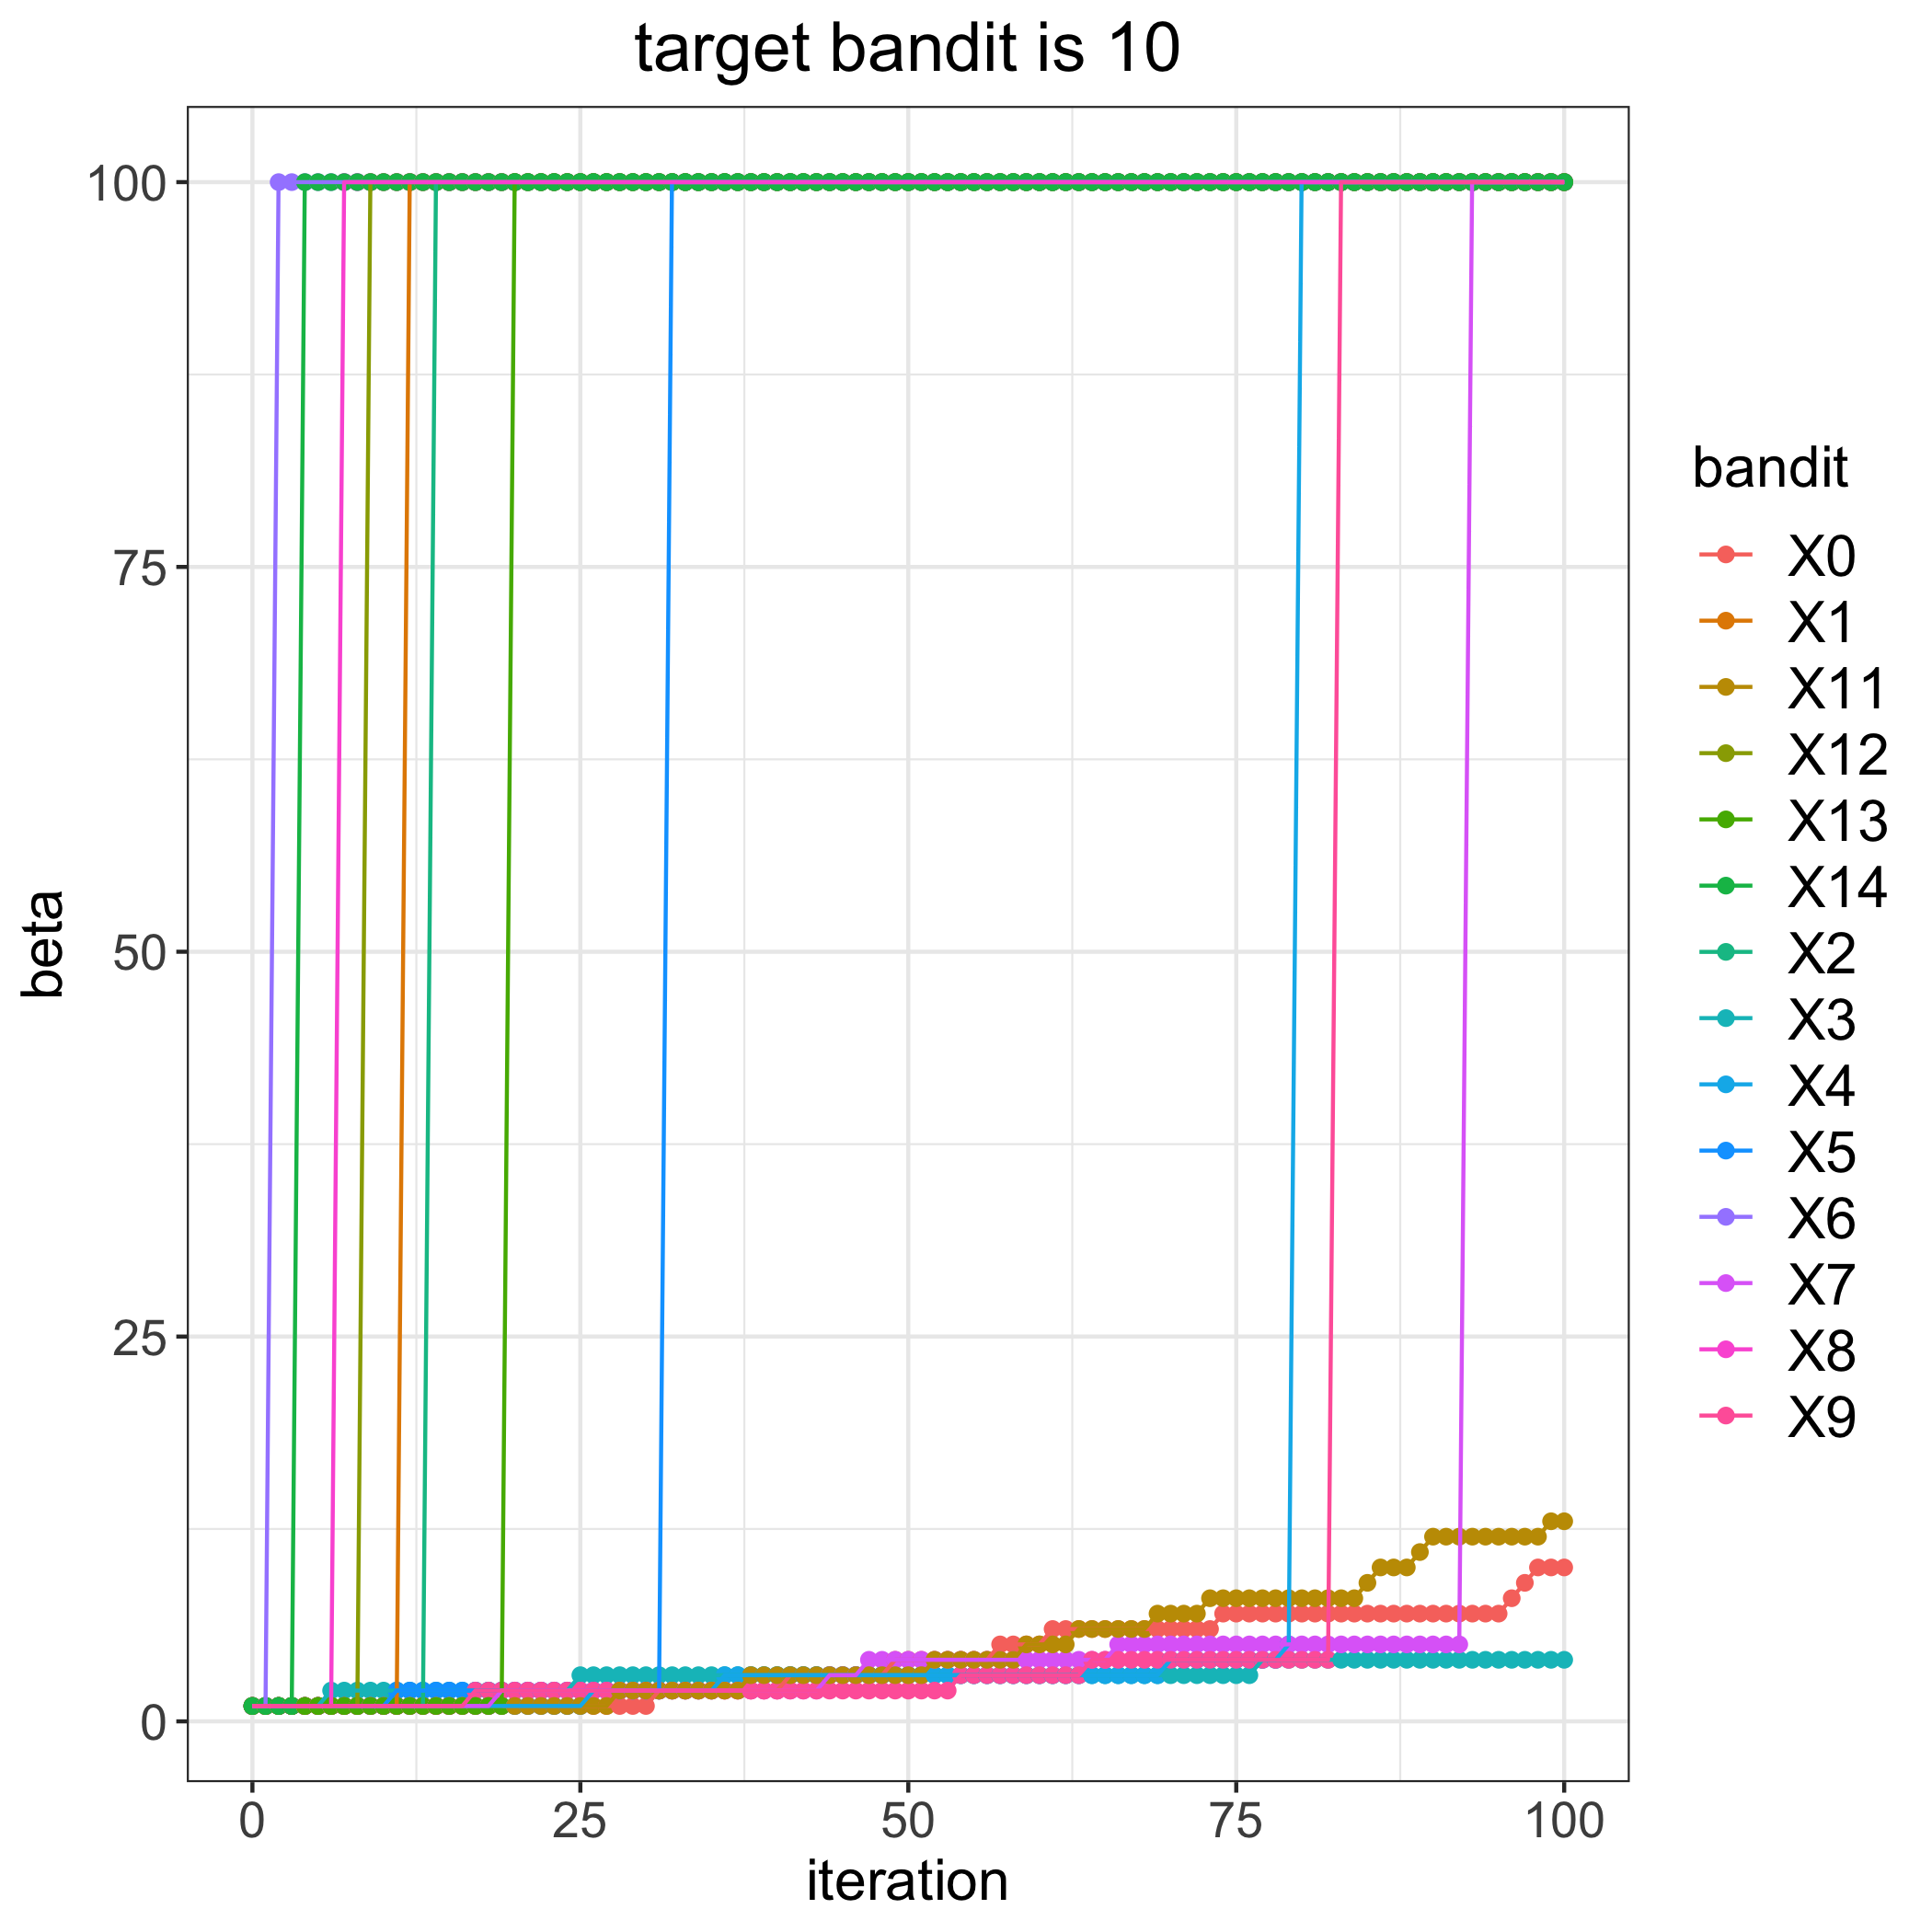 target bandit is 10
100
75
50
25
0
beta
0 25 50 75 100
iteration
bandit
X0
X1
X11
X12
X13
X14
X2
X3
X4
X5
X6
X7
X8
X9